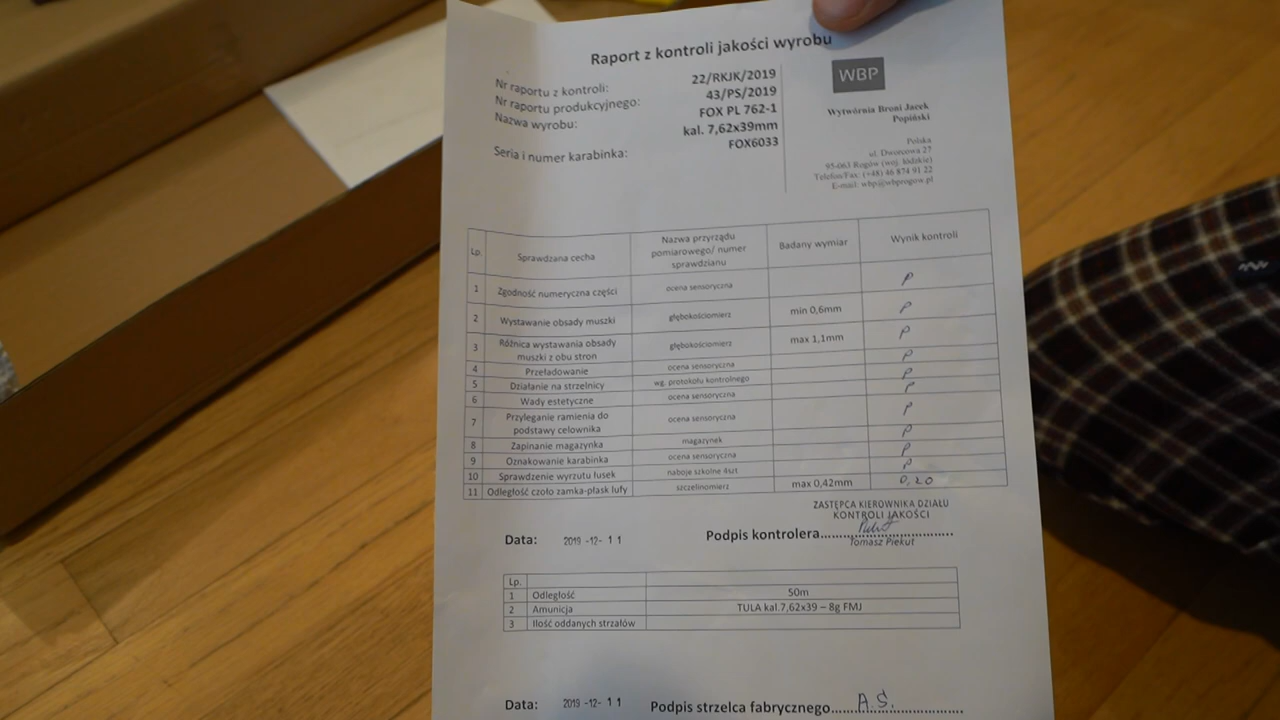 Raport z kontroli jakości wyrobu
Nr raportu z kontroli: 22/RKJK/2019
Nr raportu produkcyjnego: 43/PS/2019
Nazwa wyrobu: FOX PL 762-1
kal. 7,62x39mm
Seria i numer karabinka: FOX6033
WBP
Wytwórnia Broni Jacek
Popiński
Polska
ul. Dworcowa 27
95-063 Rogów (woj. łódzkie)
Telefon/Fax: (+48) 46 874 91 22
E-mail: wbp@wbprogow.pl
Lp. Sprawdzana cecha Nazwa przyrządu pomiarowego/ numer sprawdzianu Badany wymiar Wynik kontroli
1 Zgodność numeryczna części ocena sensoryczna P
2 Wystawanie obsady muszki głębokościomierz min 0,6mm P
3 Różnica wystawania obsady muszki z obu stron głębokościomierz max 1,1mm P
4 Przeładowanie ocena sensoryczna P
5 Działanie na strzelnicy wg. protokołu kontrolnego P
6 Wady estetyczne ocena sensoryczna P
7 Przyleganie ramienia do podstawy celownika ocena sensoryczna P
8 Zapinanie magazynka magazynek P
9 Oznakowanie karabinka ocena sensoryczna P
10 Sprawdzenie wyrzutu łusek naboje szkolne 4szt P
11 Odległość czoło zamka-płask lufy szczelinomierz max 0,42mm 0,20
ZASTĘPCA KIEROWNIKA DZIAŁU
KONTROLI JAKOŚCI
Data: 2019 -12- 1 1 Podpis kontrolera
Tomasz Piekut
Lp.
1 Odległość 50m
2 Amunicja TULA kal.7,62x39 – 8g FMJ
3 Ilość oddanych strzałów
Data: 2019 -12- 1 1 Podpis strzelca fabrycznego A.S.